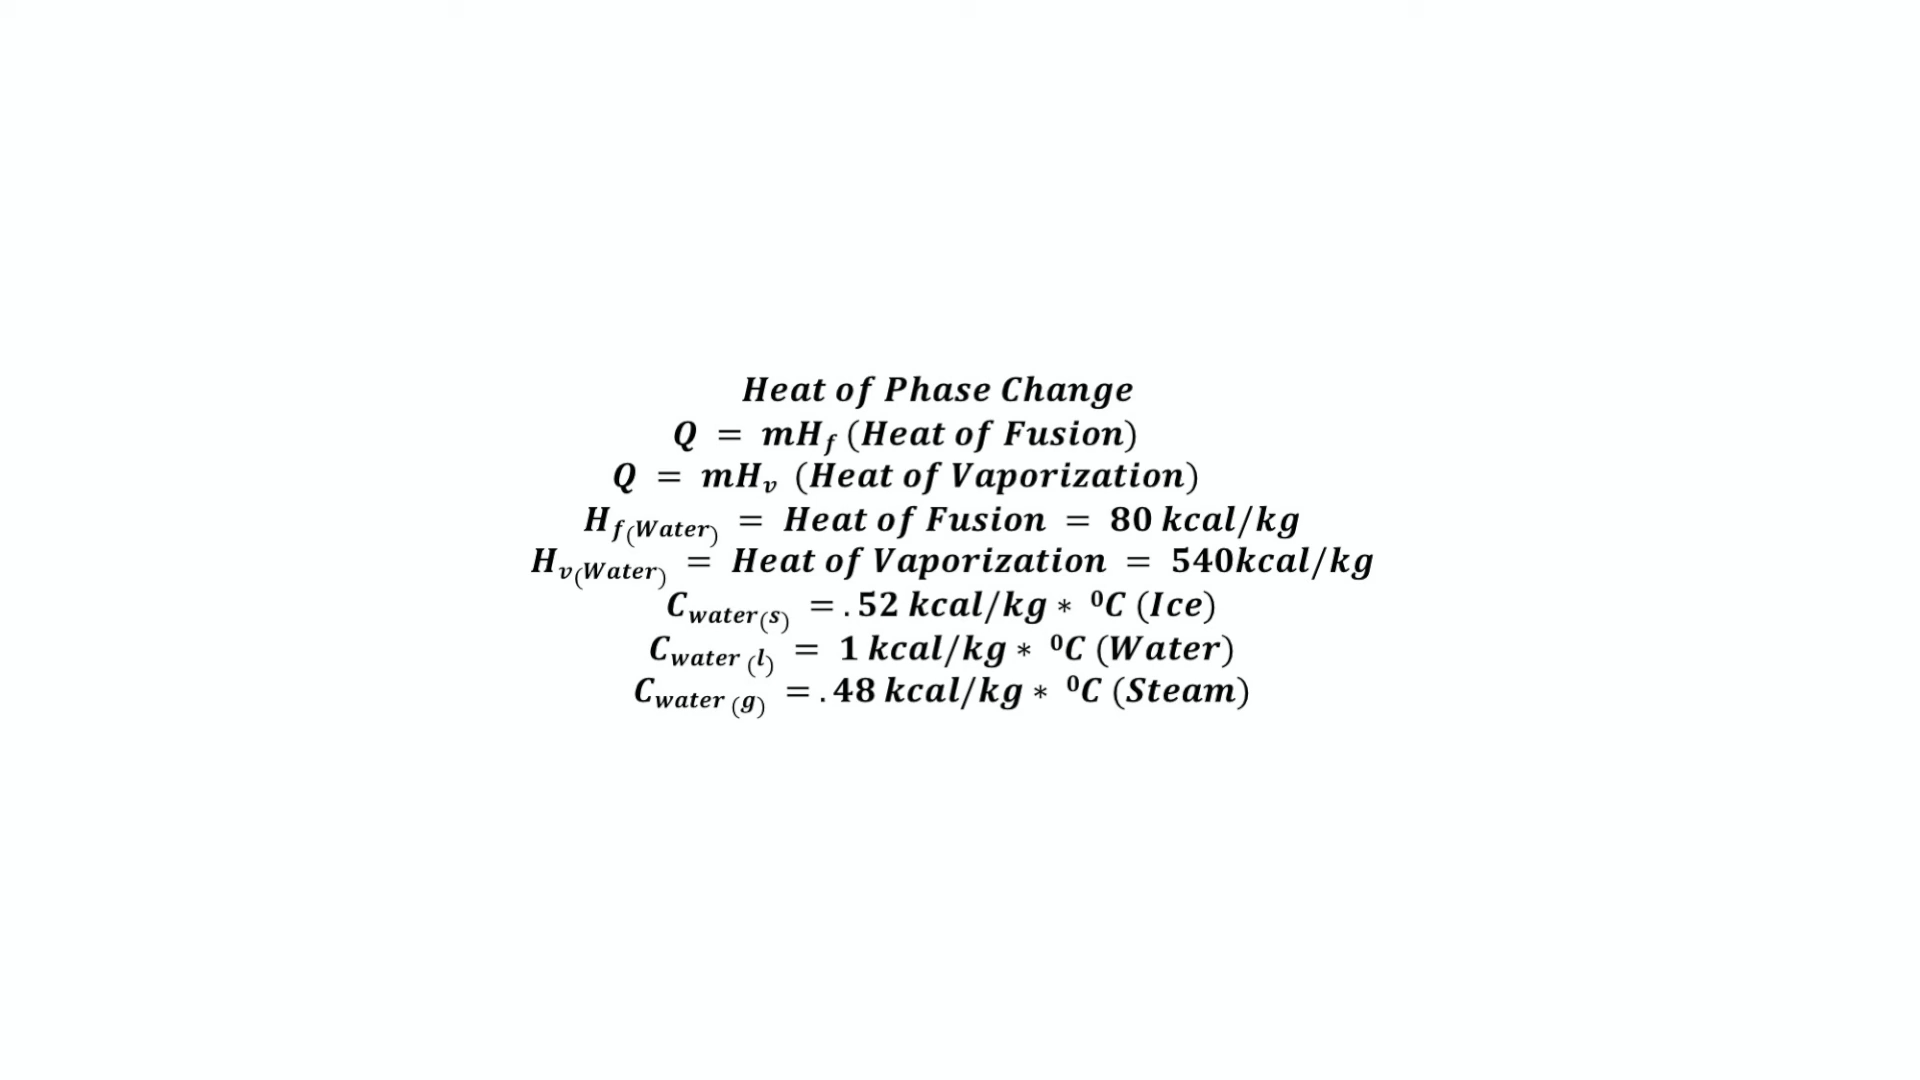 Heat of Phase Change
Q = mH_f (Heat of Fusion)
Q = mH_v (Heat of Vaporization)
H_f(Water) = Heat of Fusion = 80 kcal/kg
H_v(Water) = Heat of Vaporization = 540kcal/kg
C_water(s) =.52 kcal/kg* ⁰C (Ice)
C_water (l) = 1 kcal/kg* ⁰C (Water)
C_water (g) =.48 kcal/kg* ⁰C (Steam)